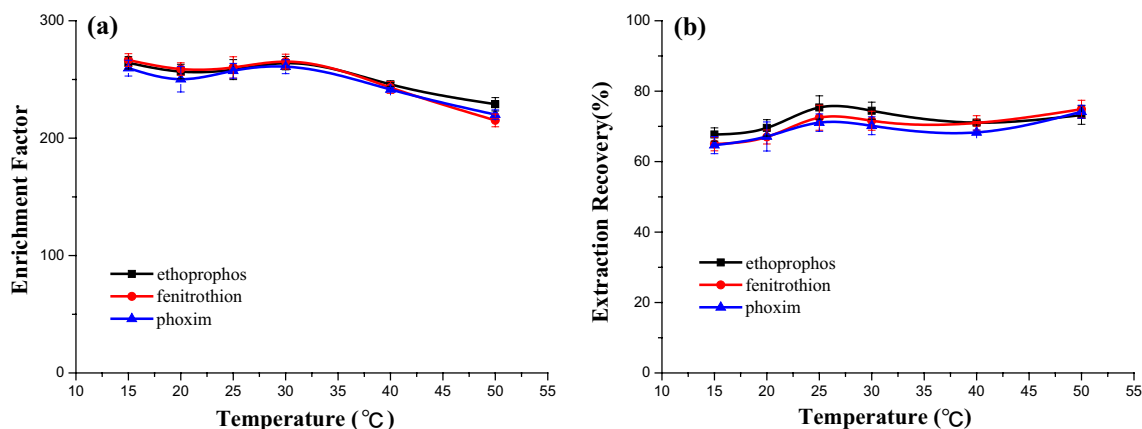 (a)
300
200
100
0
Enrichment Factor
ethoprophos
fenitrothion
phoxim
10 15 20 25 30 35 40 45 50 55
Temperature (℃)
(b)
100
80
60
40
20
0
Extraction Recovery(%)
ethoprophos
fenitrothion
phoxim
10 15 20 25 30 35 40 45 50 55
Temperature (℃)